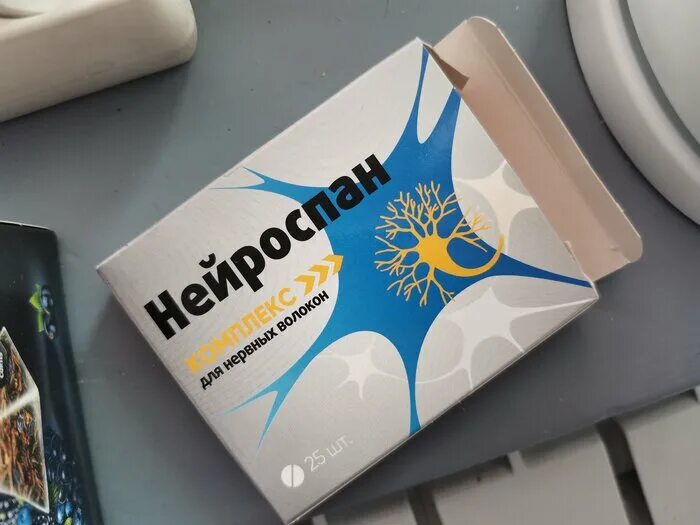 Нейроспан
КОМПЛЕКС
для нервных волокон
25 шт.